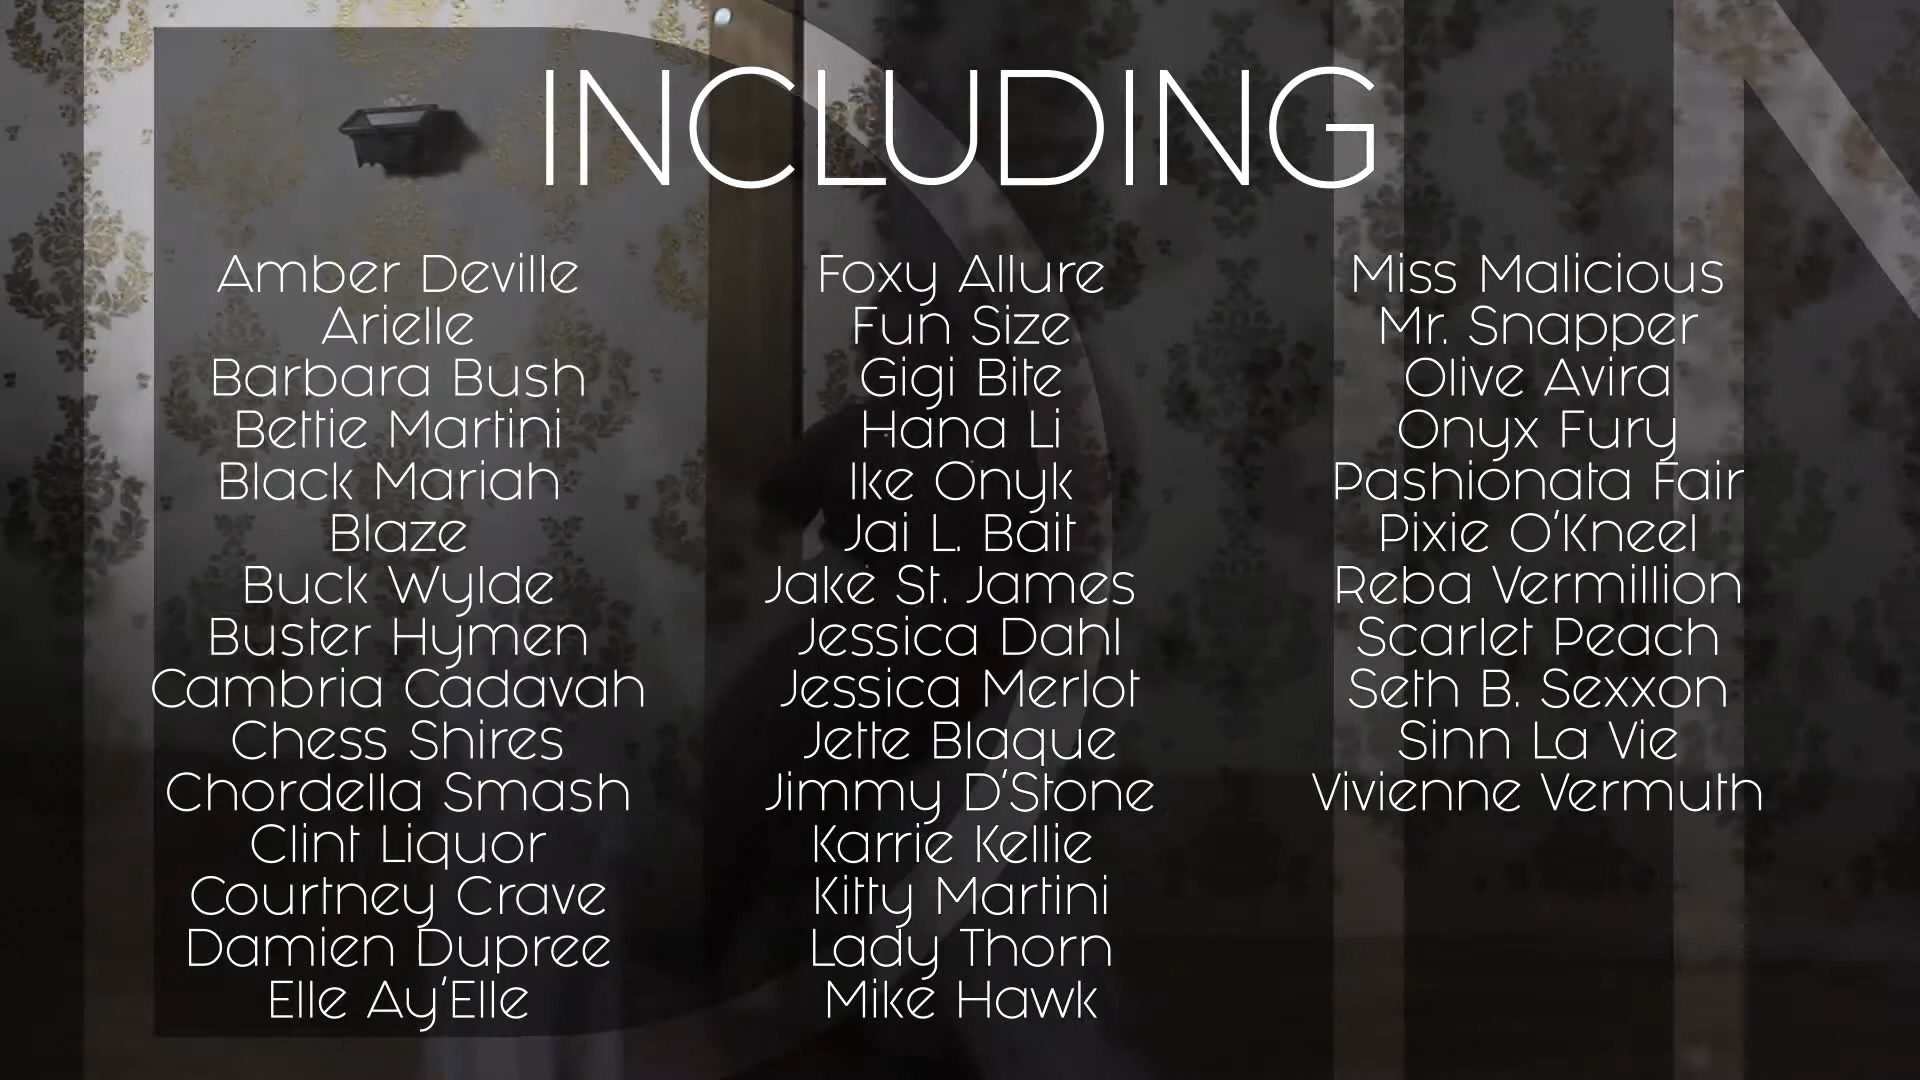 INCLUDING
Amber Deville
Arielle
Barbara Bush
Bettie Martini
Black Mariah
Blaze
Buck Wylde
Buster Hymen
Cambria Cadavah
Chess Shires
Chordella Smash
Clint Liquor
Courtney Crave
Damien Dupree
Elle Ay'Elle
Foxy Allure
Fun Size
Gigi Bite
Hana Li
Ike Onyk
Jai L. Bait
Jake St. James
Jessica Dahl
Jessica Merlot
Jette Blaque
Jimmy D'Stone
Karrie Kellie
Kitty Martini
Lady Thorn
Mike Hawk
Miss Malicious
Mr. Snapper
Olive Avira
Onyx Fury
Pashionata Fair
Pixie O'Kneel
Reba Vermillion
Scarlet Peach
Seth B. Sexxon
Sinn La Vie
Vivienne Vermuth